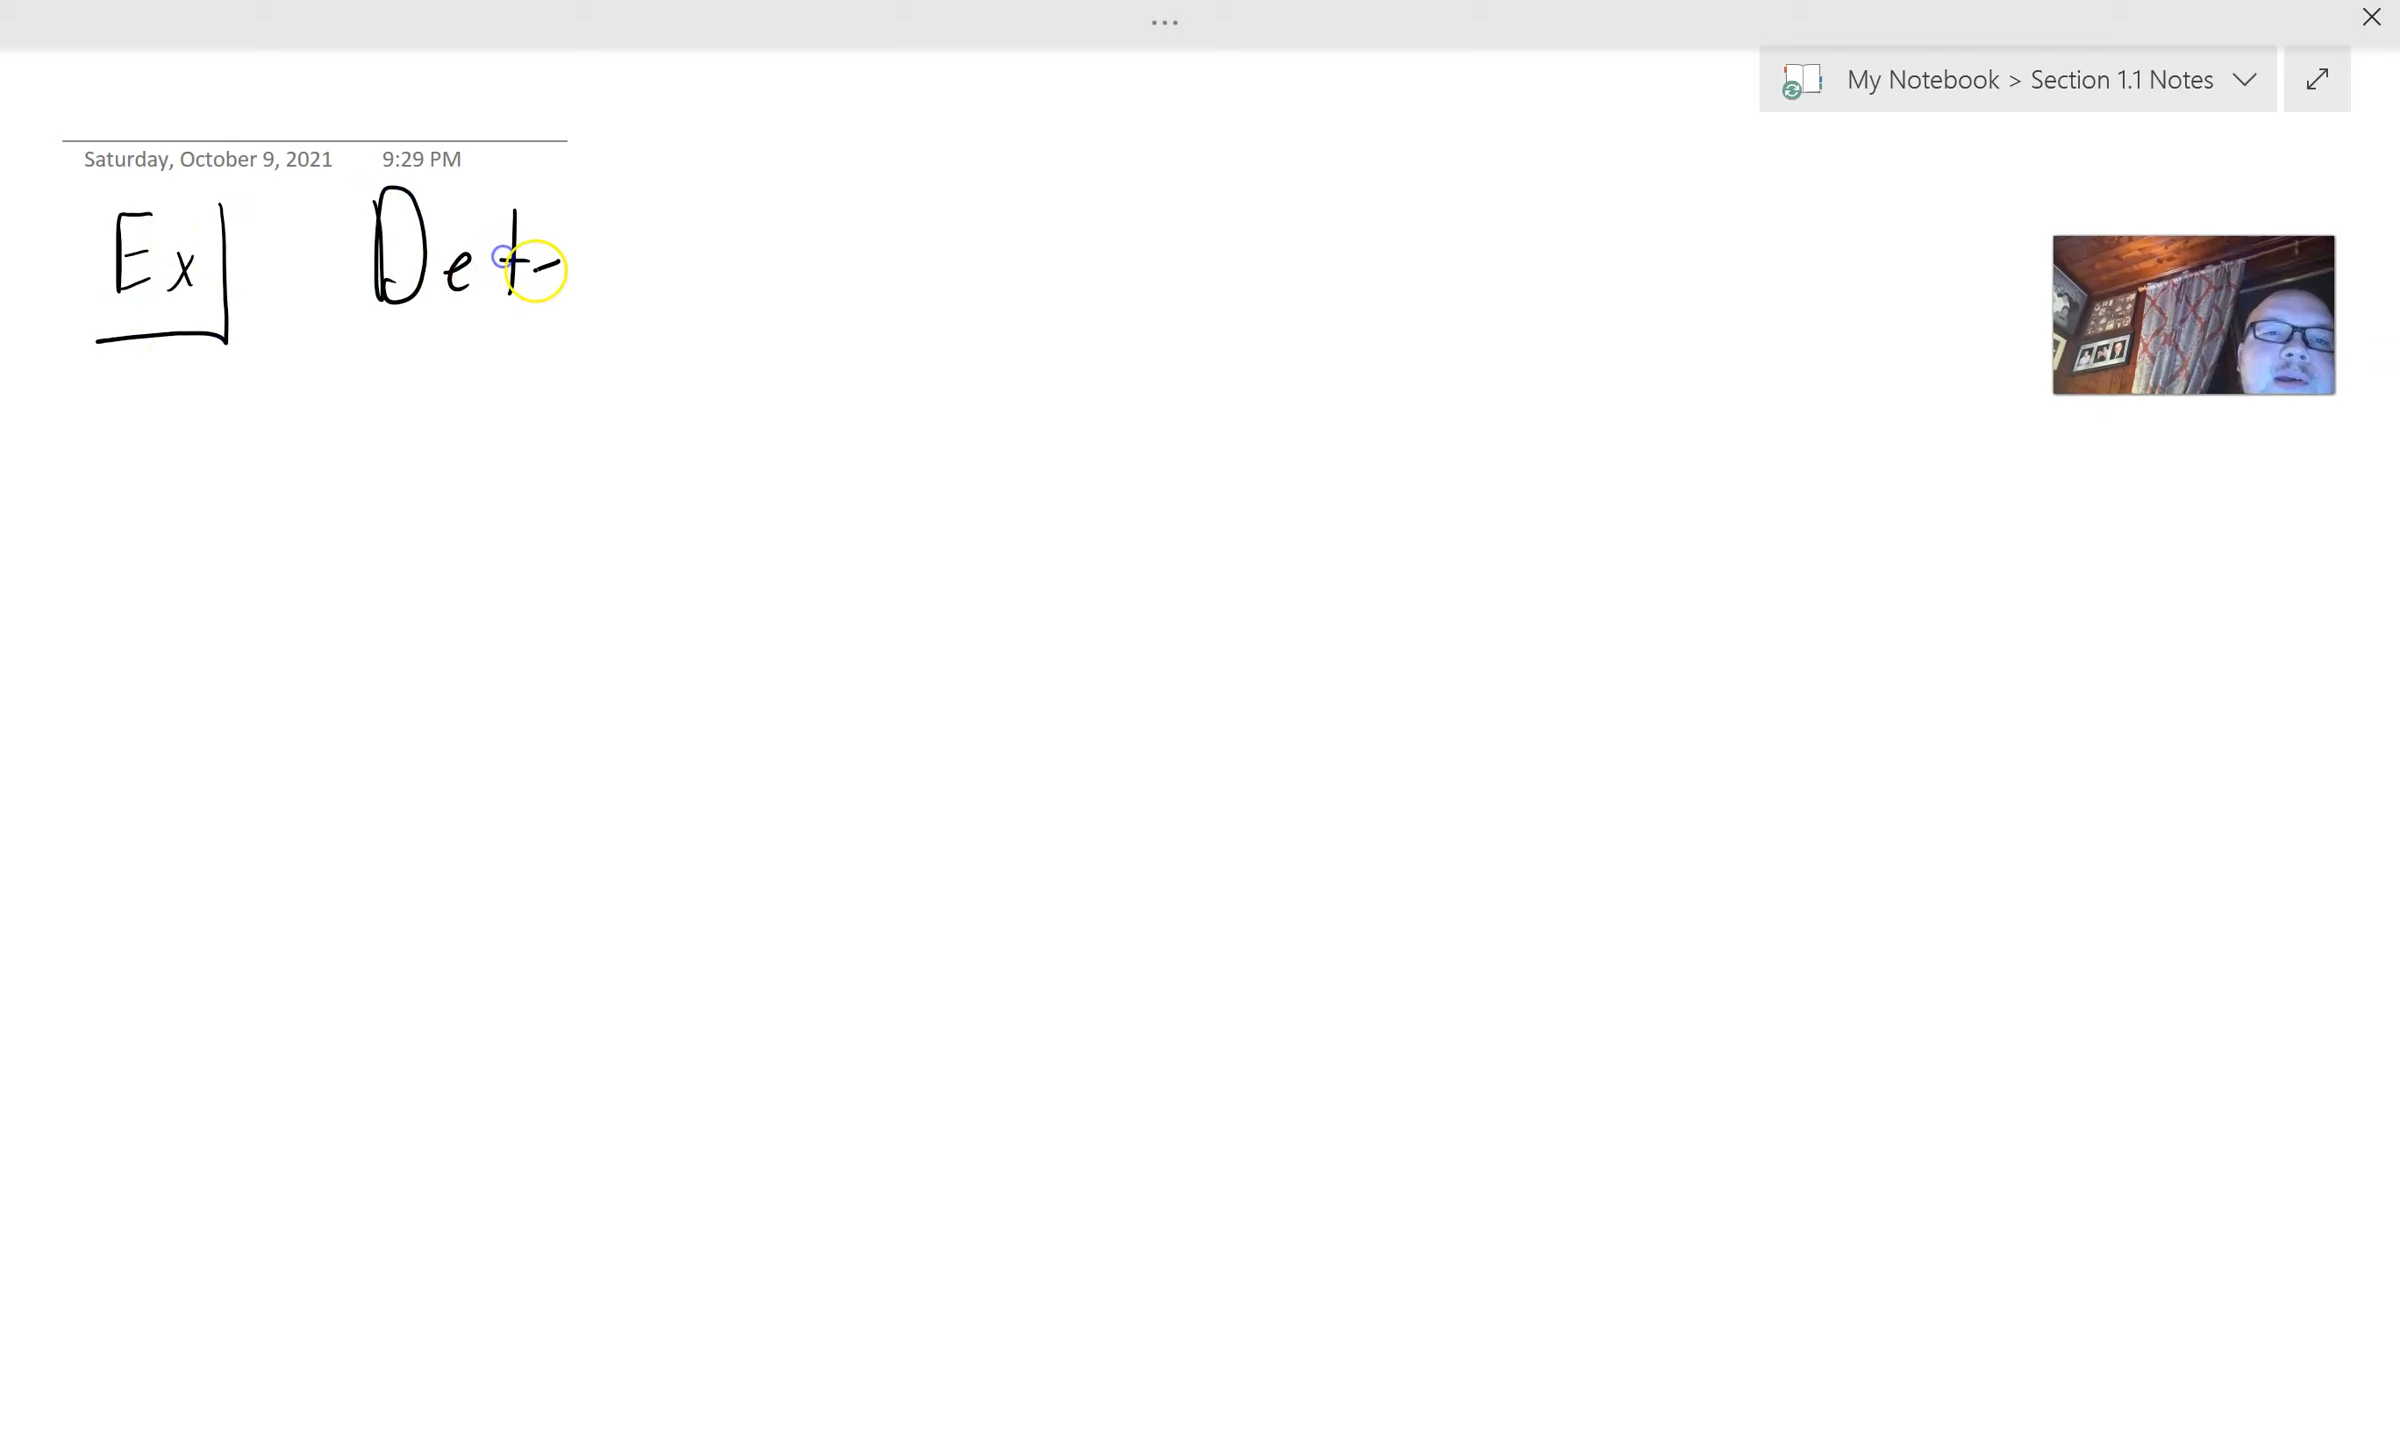 My Notebook > Section 1.1 Notes
Saturday, October 9, 2021 9:29 PM
Ex Det